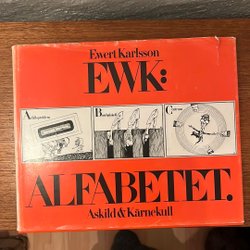 Ewert Karlsson
EWK:
ALFABETET.
Askild & Kärnekull